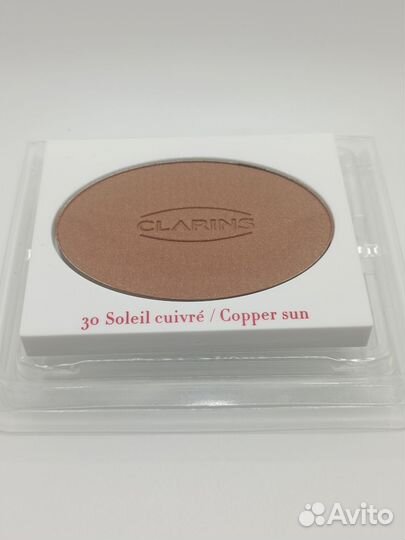 CLARINS
30 Soleil cuivré / Copper sun
Avito